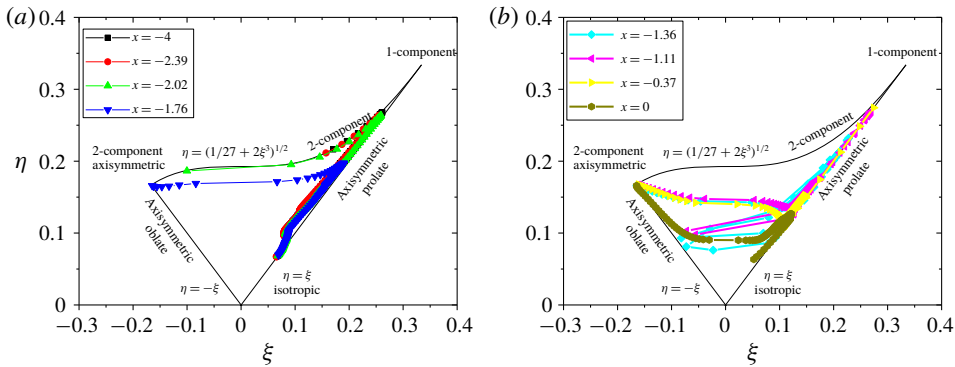 (a)
0.4
0.3
0.2
0.1
0
η
x = −4
x = −2.39
x = −2.02
x = −1.76
1-component
2-component
2-component
axisymmetric
η = (1/27 + 2ξ³)^1/2
Axisymmetric
prolate
Axisymmetric
oblate
η = −ξ
η = ξ
isotropic
−0.3 −0.2 −0.1 0 0.1 0.2 0.3 0.4
ξ
(b)
0.4
0.3
0.2
0.1
0
x = −1.36
x = −1.11
x = −0.37
x = 0
1-component
2-component
2-component
axisymmetric
η = (1/27 + 2ξ³)^1/2
Axisymmetric
prolate
Axisymmetric
oblate
η = −ξ
η = ξ
isotropic
−0.3 −0.2 −0.1 0 0.1 0.2 0.3 0.4
ξ